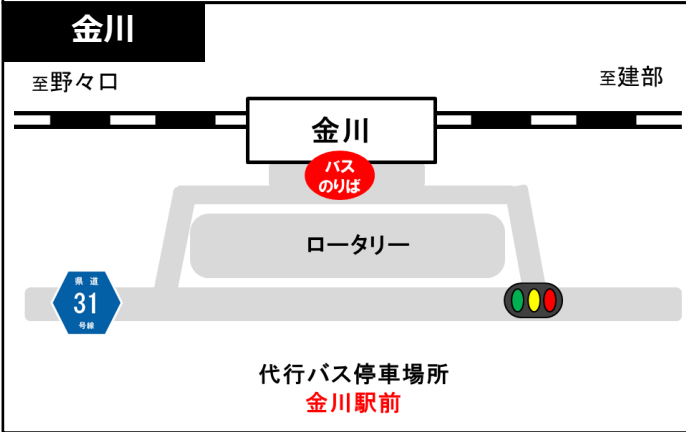 金川
至野々口
至建部
金川
バス
のりば
ロータリー
県道
31
号線
代行バス停車場所
金川駅前